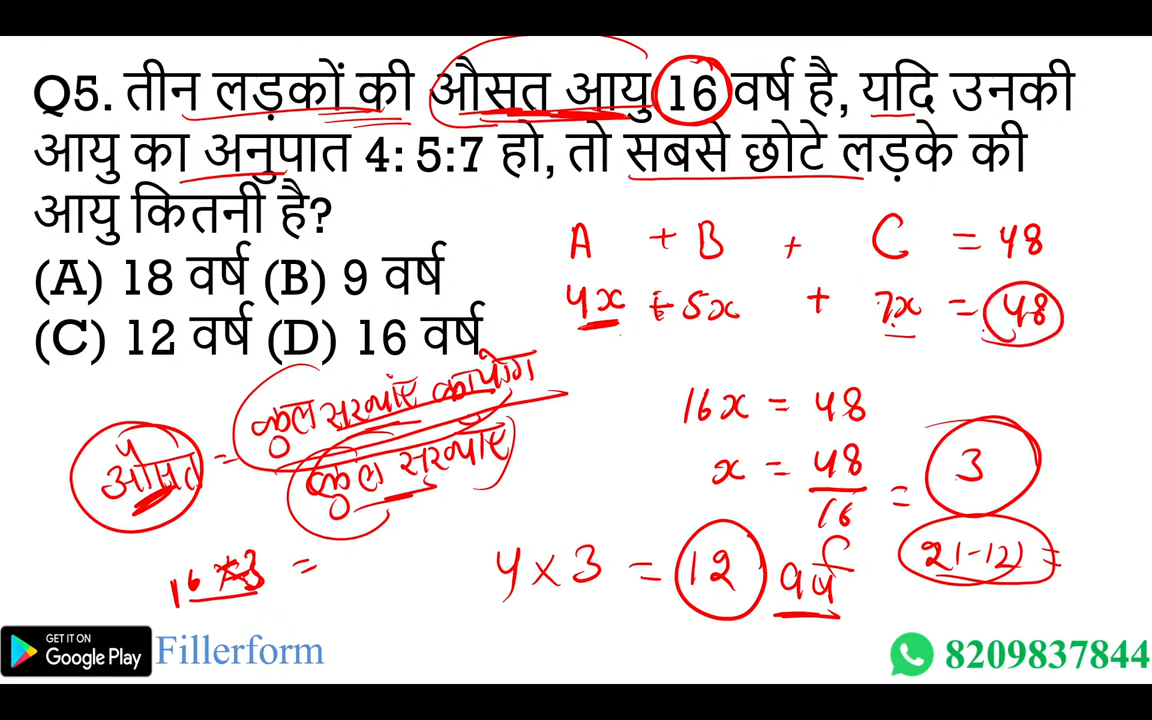 Q5. तीन लड़कों की औसत आयु 16 वर्ष है, यदि उनकी
आयु का अनुपात 4: 5:7 हो, तो सबसे छोटे लड़के की
आयु कितनी है?
(A) 18 वर्ष (B) 9 वर्ष
(C) 12 वर्ष (D) 16 वर्ष
A + B + C = 48
4x + 5x + 7x = 48
16x = 48
x = 48/16 = 3
औसत = कुल संख्याएं का योग
कुल संख्याएं
16 × 3 =
4 × 3 = 12 वर्ष
21-12 =
GET IT ON
Google Play
Fillerform
8209837844